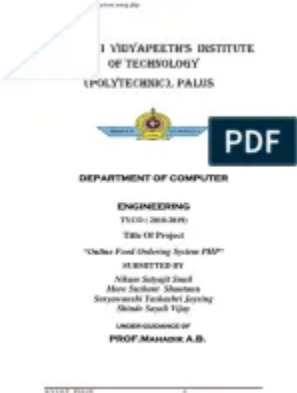 I VIDYAPEETH'S INSTITUTE
OF TECHNOLOGY
(POLYTECHNIC), PALUS
PDF
DEPARTMENT OF COMPUTER
ENGINEERING
TYCO ( 2018-2019)
Title Of Project
"Online Food Ordering System PHP"
SUBMITTED BY
Nikam Satyajit
More Sushant
Suryawanshi Yashashri Jaysing
Shinde Sayali Vijay
UNDER GUIDANCE OF
PROF.Mahadik A.B.